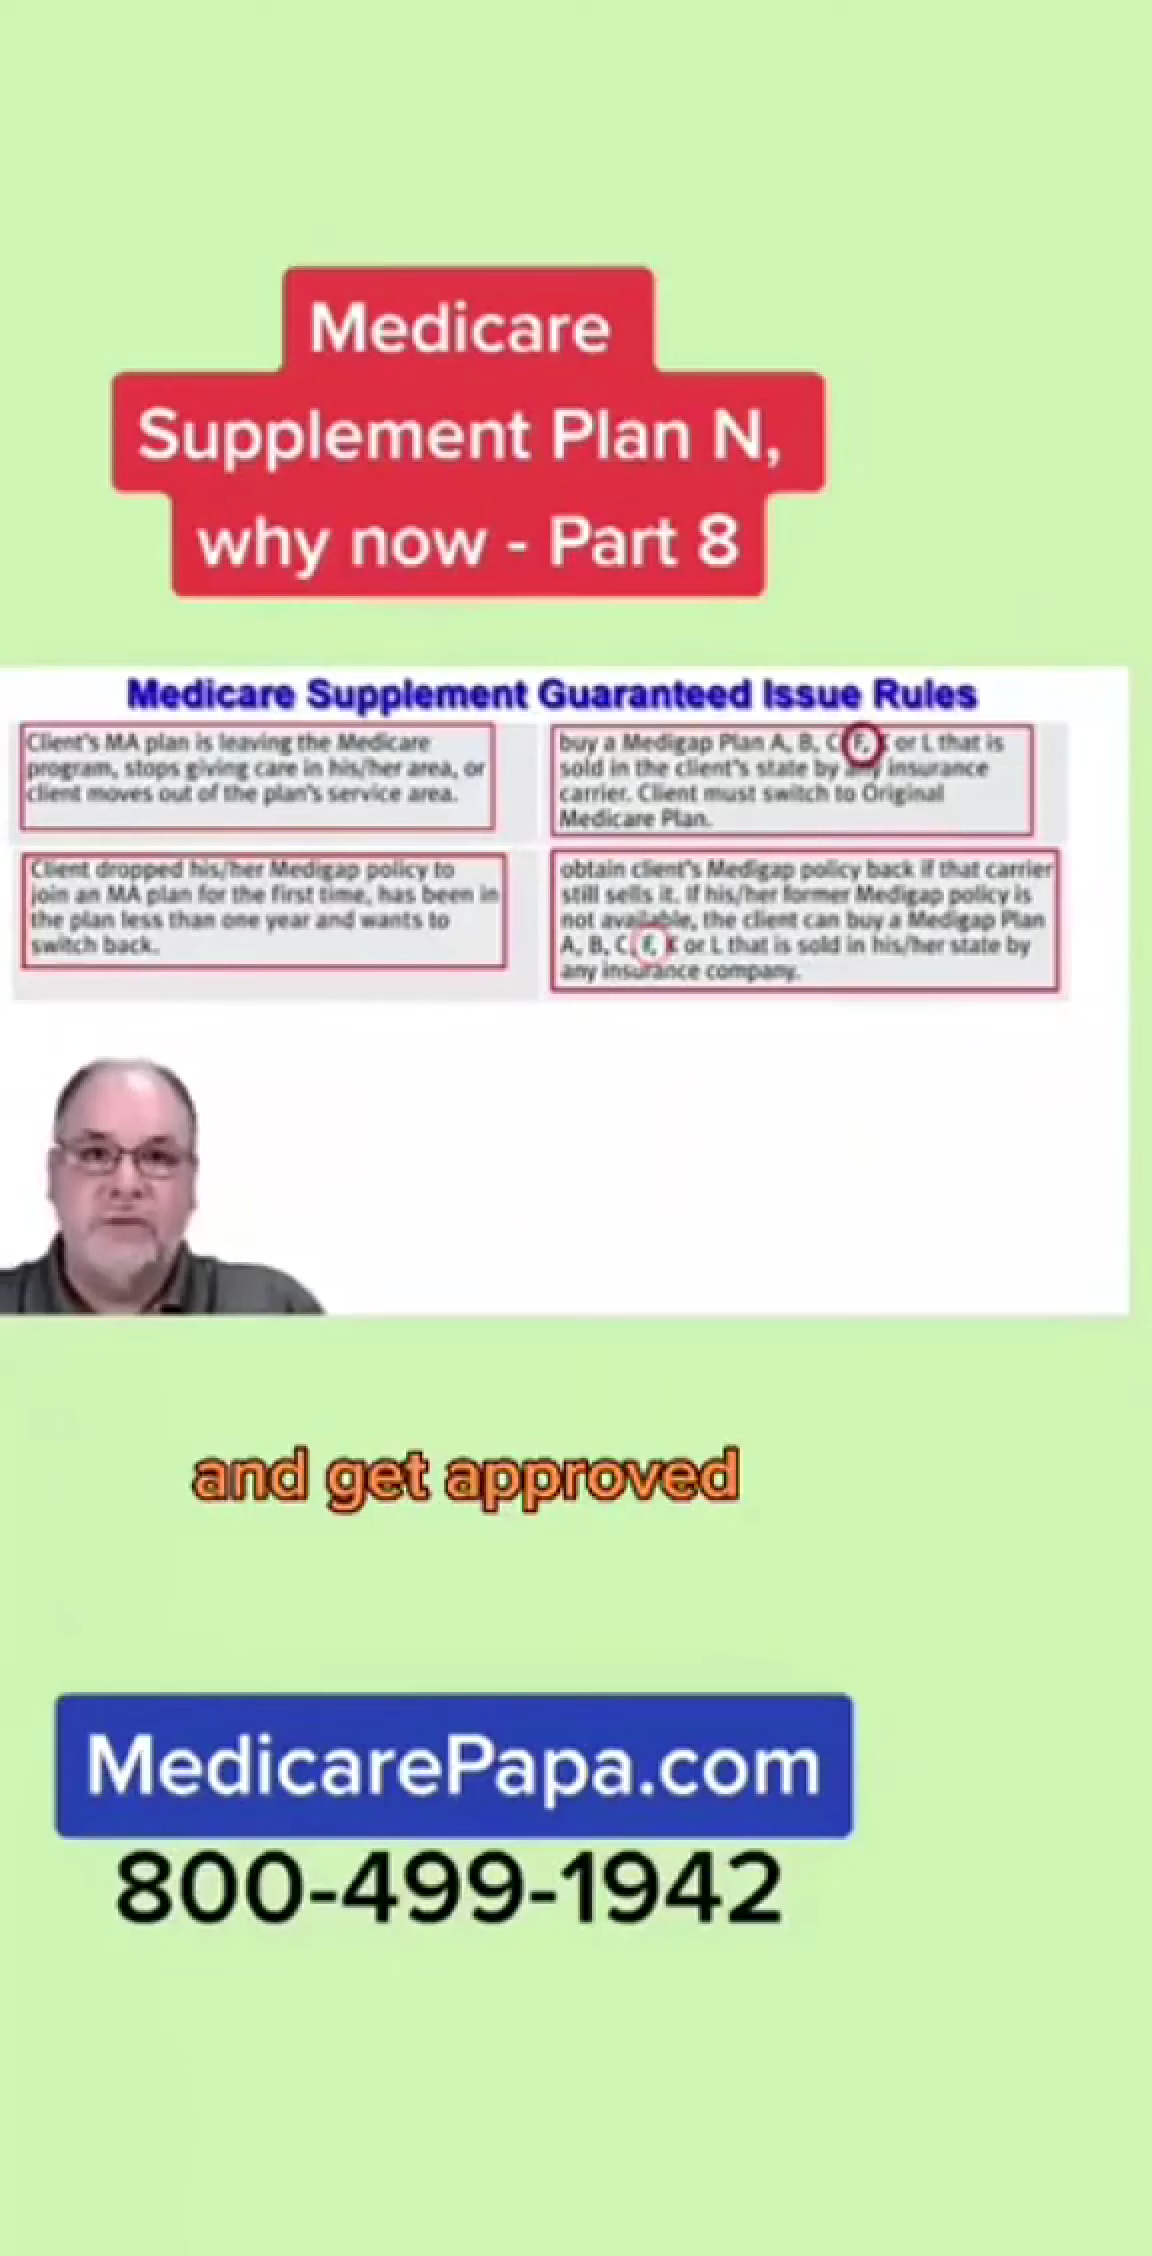 Medicare
Supplement Plan N,
why now - Part 8
Medicare Supplement Guaranteed Issue Rules
Client's MA plan is leaving the Medicare
program, stops giving care in his/her area, or
client moves out of the plan's service area.
buy a Medigap Plan A, B, C, F, K or L that is
sold in the client's state by any insurance
carrier. Client must switch to Original
Medicare Plan.
Client dropped his/her Medigap policy to
join an MA plan for the first time, has been in
the plan less than one year and wants to
switch back.
obtain client's Medigap policy back if that carrier
still sells it. If his/her former Medigap policy is
not available, the client can buy a Medigap Plan
A, B, C, F, K or L that is sold in his/her state by
any insurance company.
and get approved
MedicarePapa.com
800-499-1942